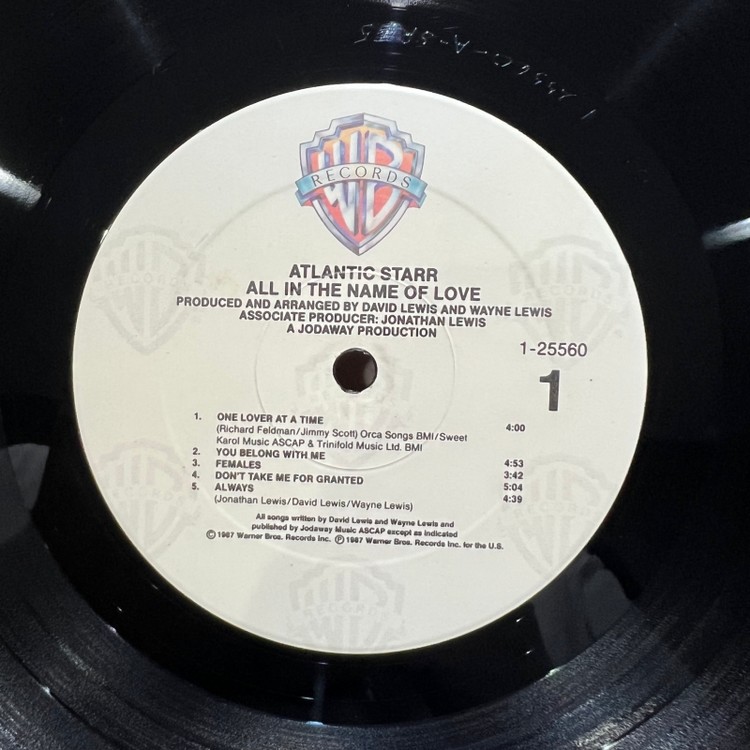 1 25560-A-SR
WB
RECORDS
ATLANTIC STARR
ALL IN THE NAME OF LOVE
PRODUCED AND ARRANGED BY DAVID LEWIS AND WAYNE LEWIS
ASSOCIATE PRODUCER: JONATHAN LEWIS
A JODAWAY PRODUCTION
1-25560
1
1. ONE LOVER AT A TIME 4:00
(Richard Feldman/Jimmy Scott) Orca Songs BMI/Sweet
Karol Music ASCAP & Trinifold Music Ltd. BMI
2. YOU BELONG WITH ME 4:53
3. FEMALES 3:42
4. DON'T TAKE ME FOR GRANTED 5:04
5. ALWAYS 4:39
(Jonathan Lewis/David Lewis/Wayne Lewis)
All songs written by David Lewis and Wayne Lewis and
published by Jodaway Music ASCAP except as indicated
©1987 Warner Bros. Records Inc. ℗1987 Warner Bros. Records Inc. for the U.S.